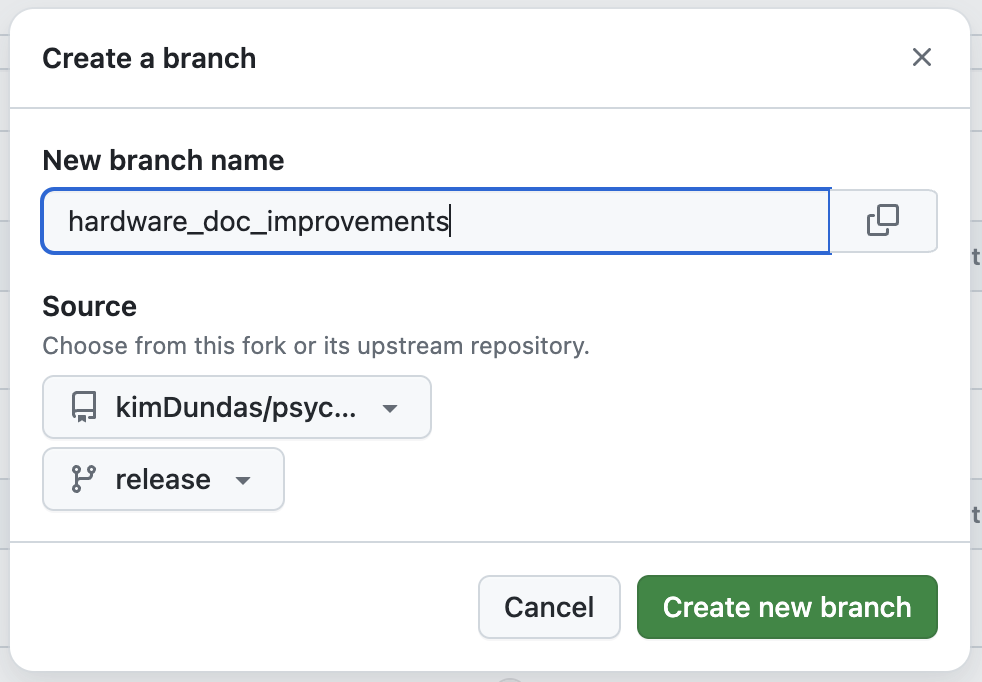 Create a branch
New branch name
hardware_doc_improvements
Source
Choose from this fork or its upstream repository.
kimDundas/psyc...
release
Cancel
Create new branch
t
t